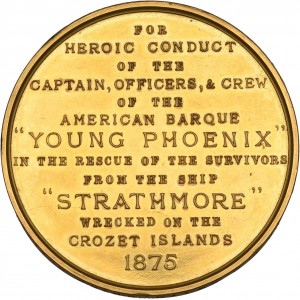 FOR
HEROIC CONDUCT
OF THE
CAPTAIN, OFFICERS, & CREW
OF THE
AMERICAN BARQUE
"YOUNG PHOENIX"
IN THE RESCUE OF THE SURVIVORS
FROM THE SHIP
"STRATHMORE"
WRECKED ON THE
CROZET ISLANDS
1875